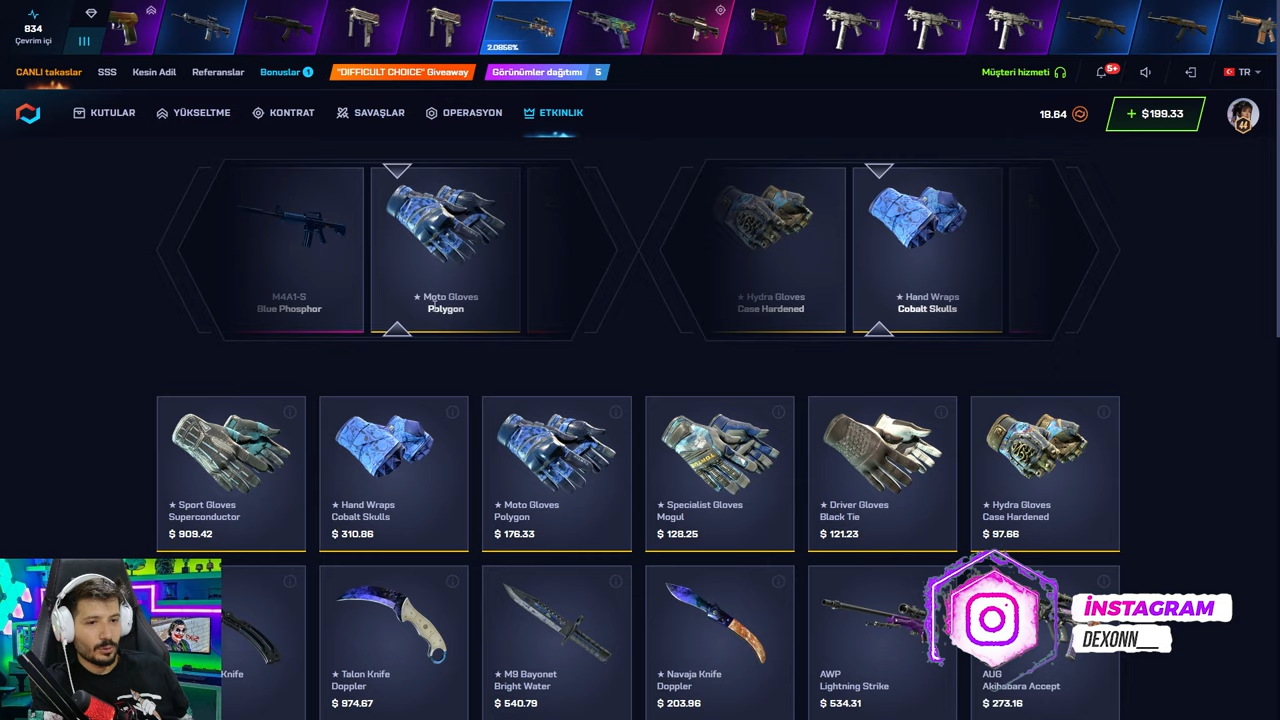 834
Çevrim içi
2.0856%
CANLI takaslar
SSS
Kesin Adil
Referanslar
Bonuslar 1
"DIFFICULT CHOICE" Giveaway
Görünümler dağıtımı 5
Müşteri hizmeti
5+
TR
KUTULAR
YÜKSELTME
KONTRAT
SAVAŞLAR
OPERASYON
ETKINLIK
18.64
+ $199.33
M4A1-S
Blue Phosphor
★ Moto Gloves
Polygon
★ Hydra Gloves
Case Hardened
★ Hand Wraps
Cobalt Skulls
★ Sport Gloves
Superconductor
$ 909.42
★ Hand Wraps
Cobalt Skulls
$ 310.86
★ Moto Gloves
Polygon
$ 176.33
★ Specialist Gloves
Mogul
$ 128.25
★ Driver Gloves
Black Tie
$ 121.23
★ Hydra Gloves
Case Hardened
$ 97.66
Knife
★ Talon Knife
Doppler
$ 974.67
★ M9 Bayonet
Bright Water
$ 540.79
★ Navaja Knife
Doppler
$ 203.96
AWP
Lightning Strike
$ 534.31
AUG
Akihabara Accept
$ 273.16
İNSTAGRAM
DEXONN__